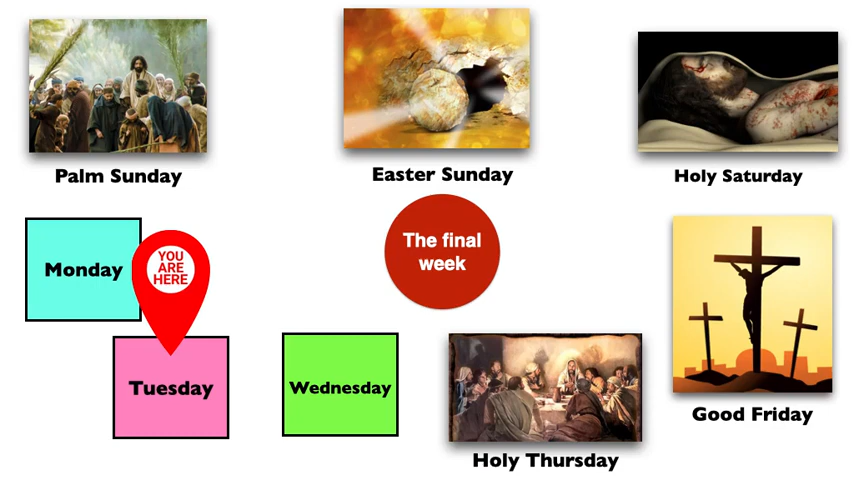 Palm Sunday
Easter Sunday
Holy Saturday
Monday
YOU
ARE
HERE
The final
week
Tuesday
Wednesday
Good Friday
Holy Thursday